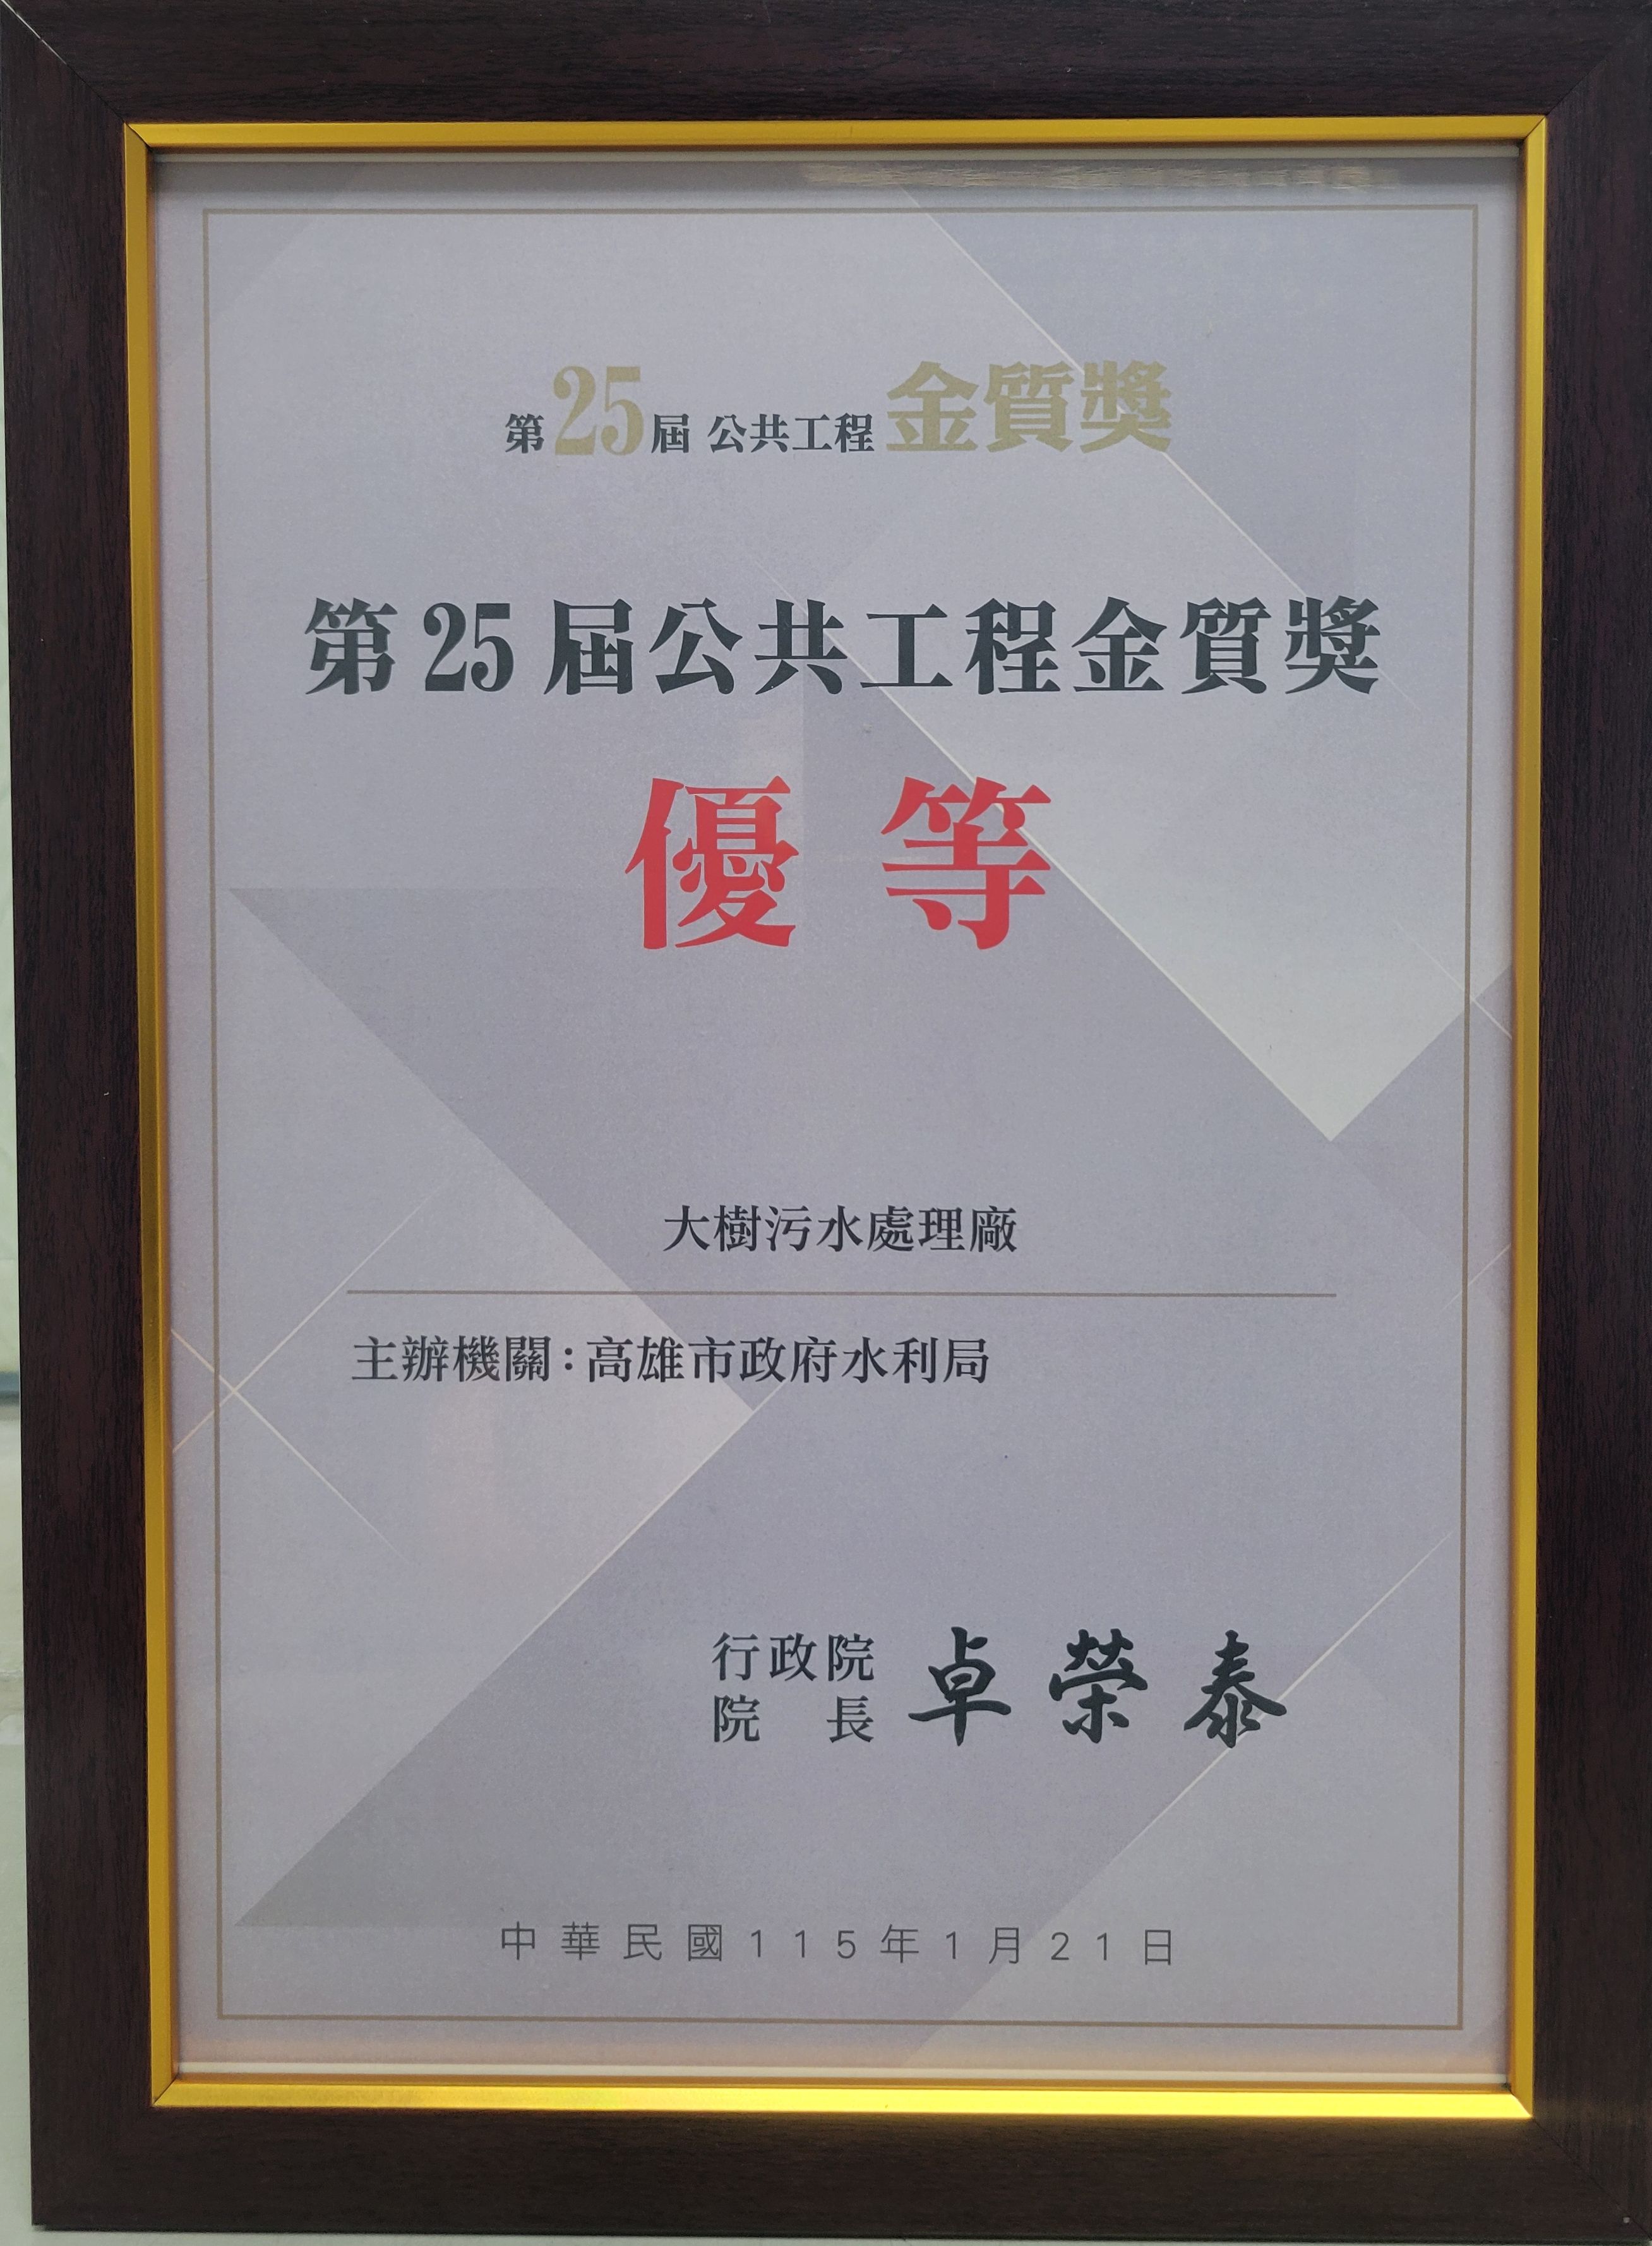 第25屆 公共工程金質獎
第25屆公共工程金質獎
優等
大樹污水處理廠
主辦機關:高雄市政府水利局
行政院
院長 卓榮泰
中華民國115年1月21日